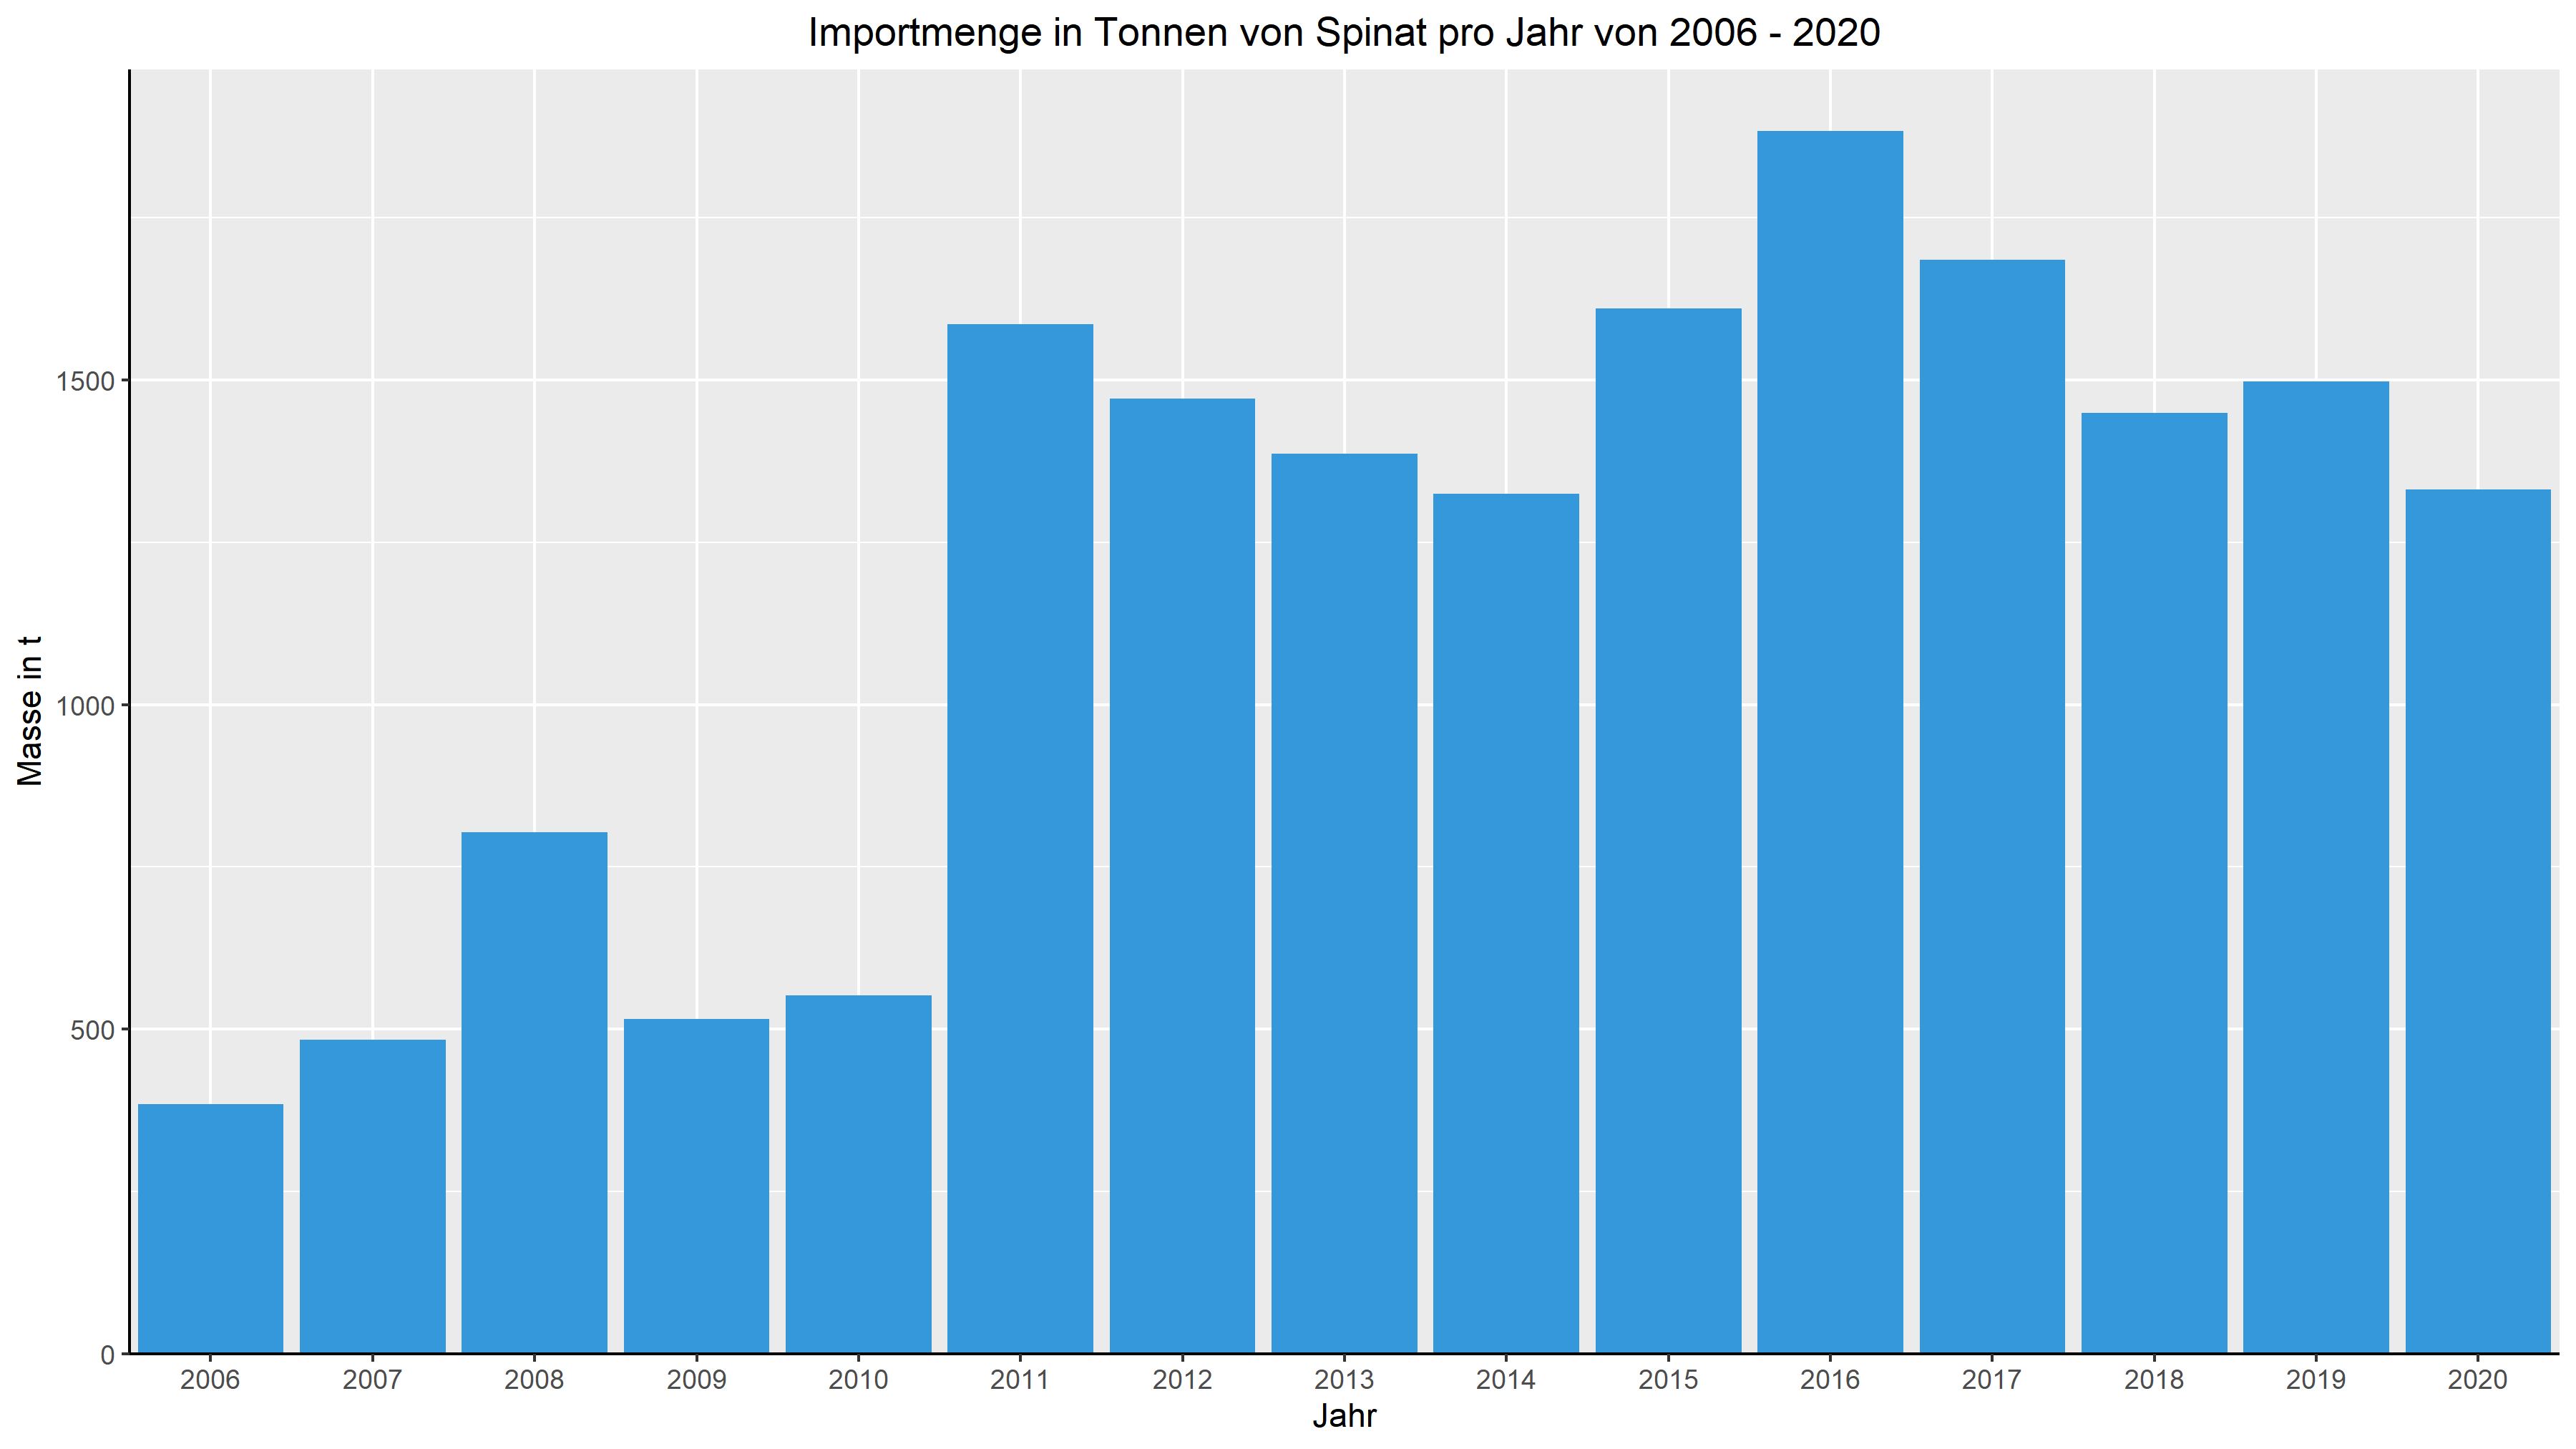 Importmenge in Tonnen von Spinat pro Jahr von 2006 - 2020
Masse in t
1500
1000
500
0
2006 2007 2008 2009 2010 2011 2012 2013 2014 2015 2016 2017 2018 2019 2020
Jahr